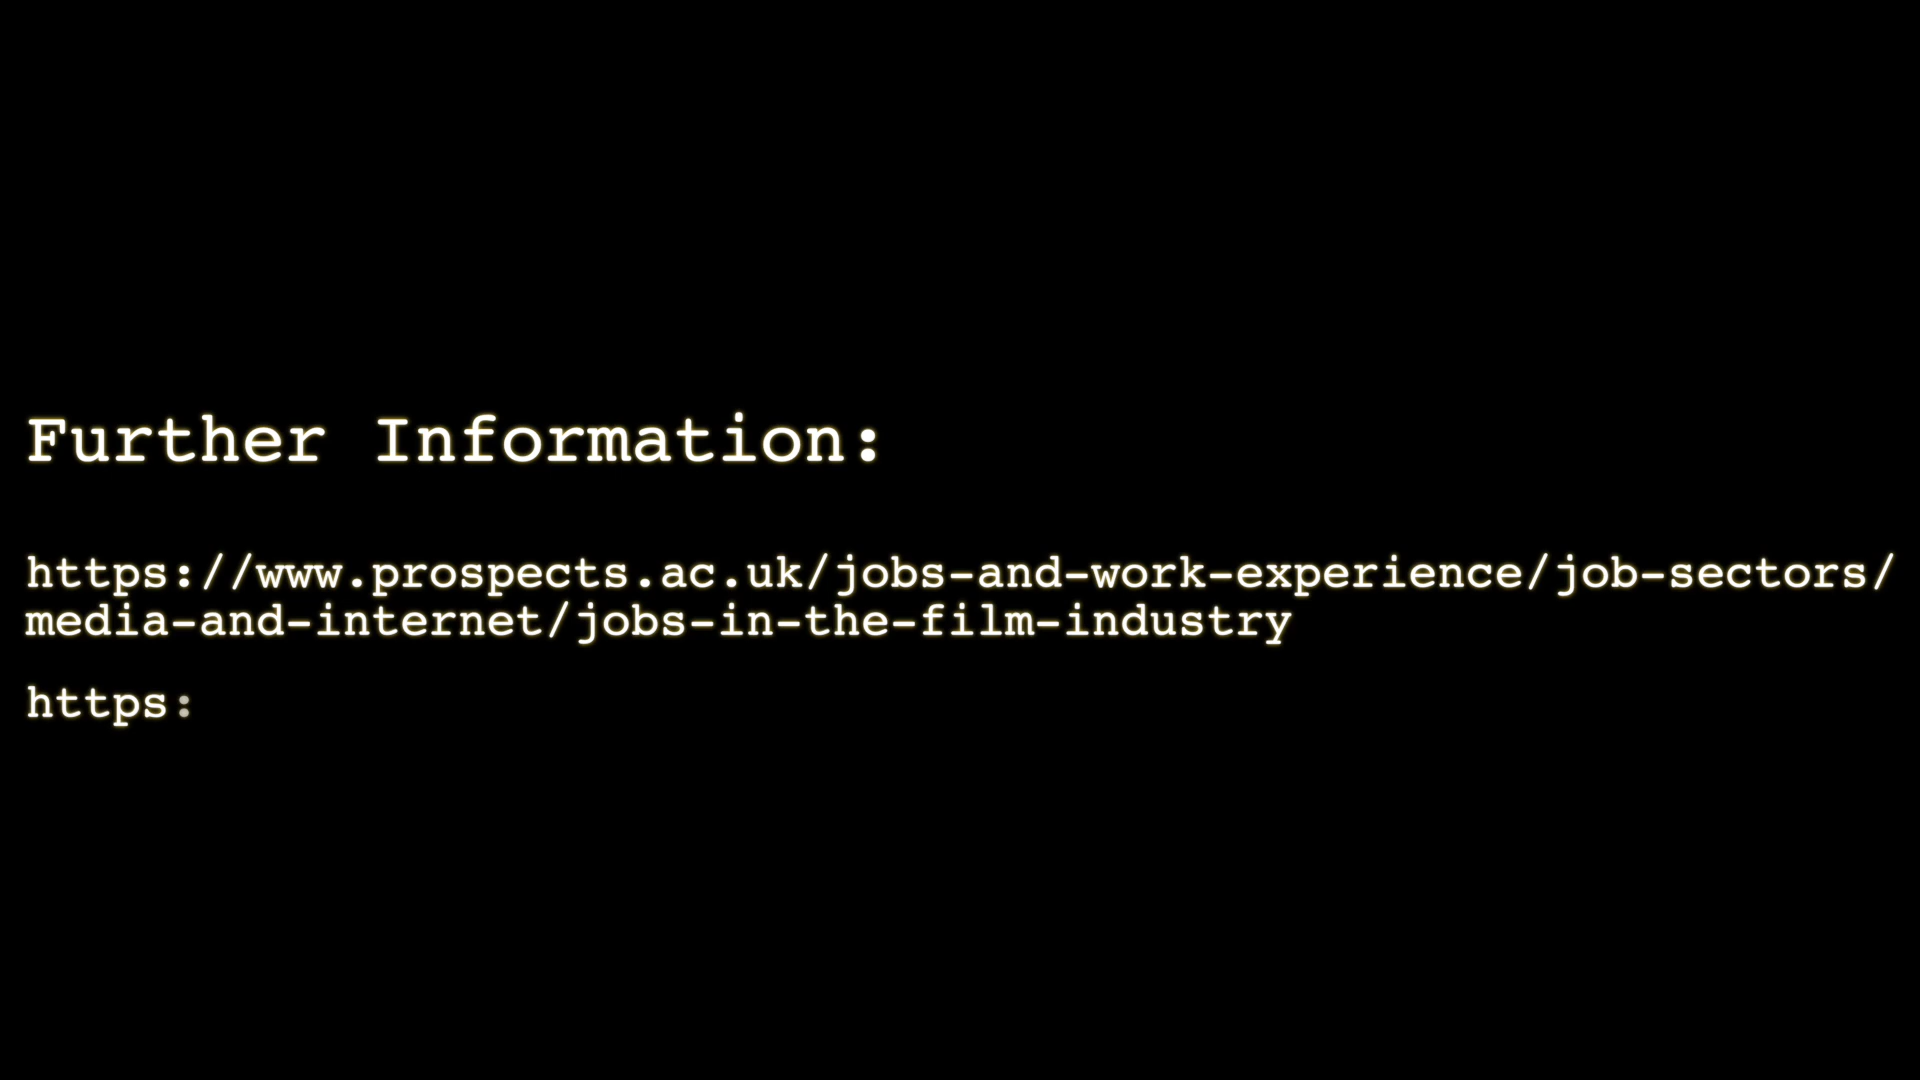 Further Information:
https://www.prospects.ac.uk/jobs-and-work-experience/job-sectors/
media-and-internet/jobs-in-the-film-industry
https: